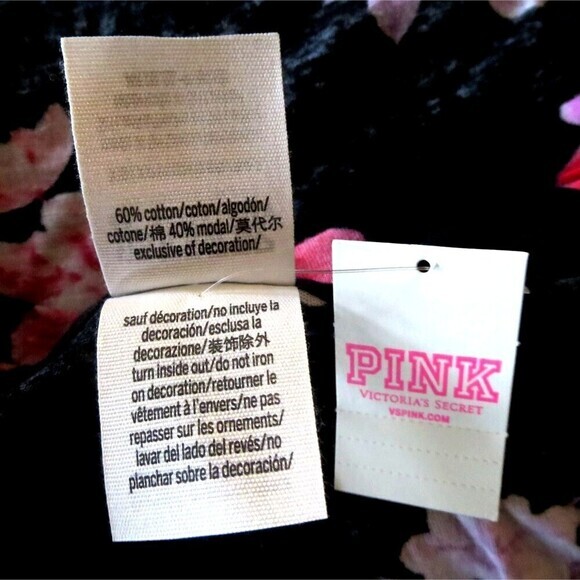 60% cotton/coton/algodón/
cotone/棉 40% modal/莫代尔
exclusive of decoration/
sauf décoration/no incluye la
decoración/esclusa la
decorazione/装饰除外
turn inside out/do not iron
on decoration/retourner le
vêtement à l'envers/ne pas
repasser sur les ornements/
lavar del lado del revés/no
planchar sobre la decoración/
PINK
VICTORIA'S SECRET
VSPINK.COM